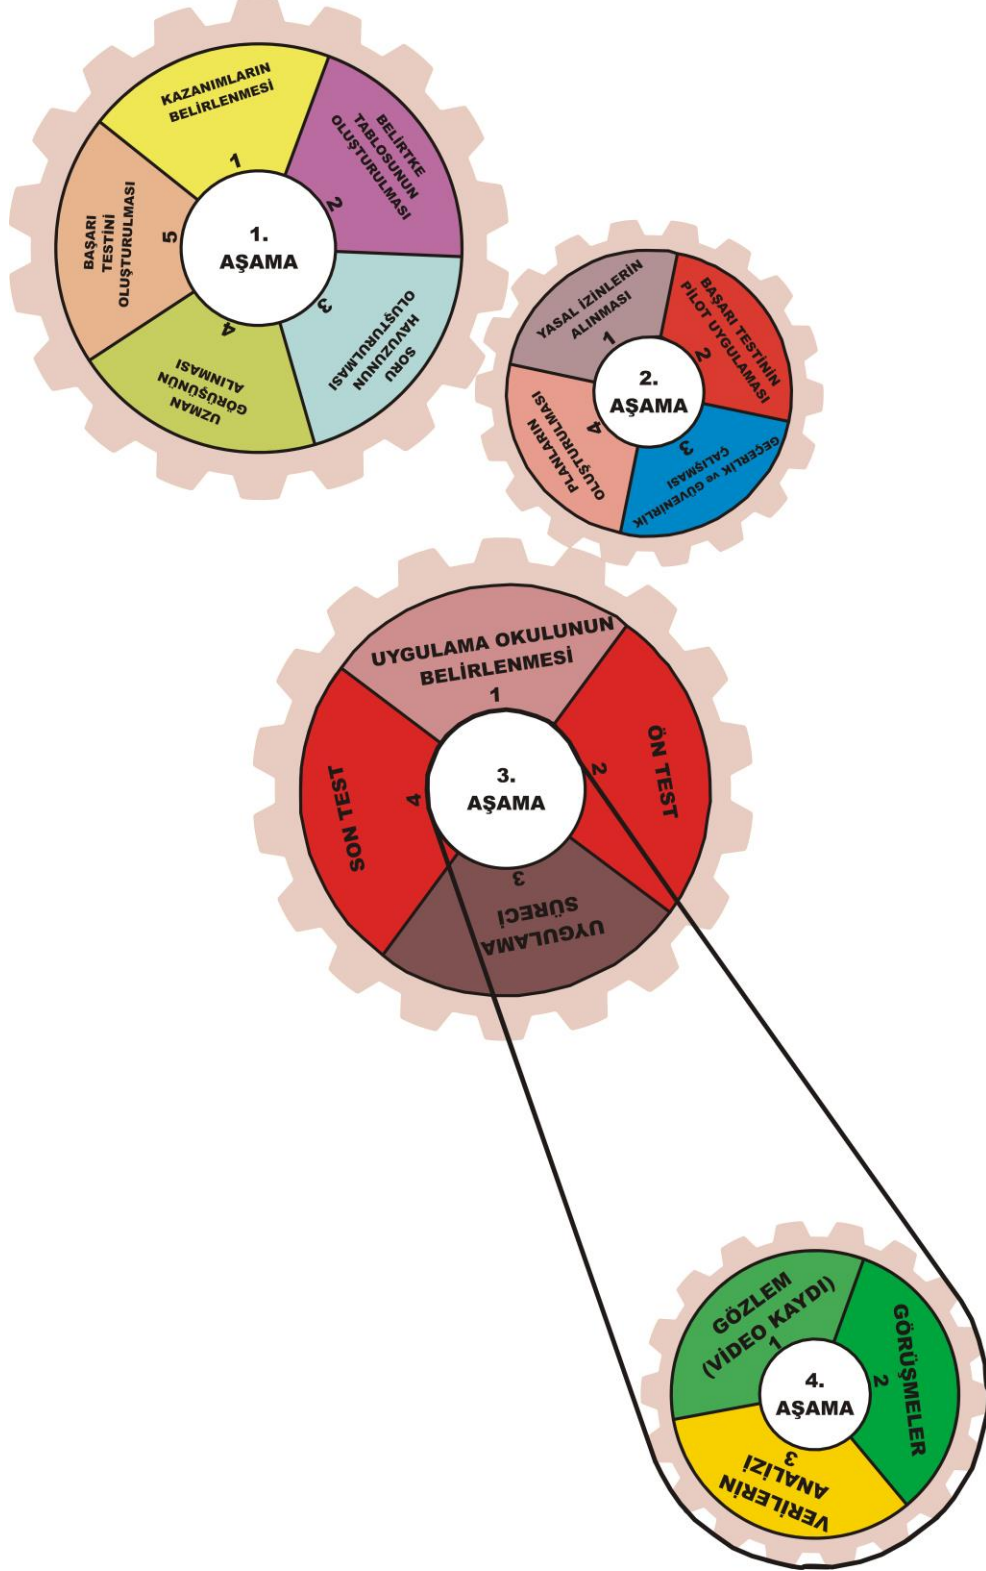 1.
AŞAMA
KAZANIMLARIN
BELİRLENMESİ
1
BELİRTKE
TABLOSUNUN
OLUŞTURULMASI
2
SORU
HAVUZUNUN
OLUŞTURULMASI
3
UZMAN
GÖRÜŞÜNÜN
ALINMASI
4
BAŞARI
TESTİNİ
OLUŞTURULMASI
5
2.
AŞAMA
YASAL İZİNLERİN
ALINMASI
1
BAŞARI TESTİNİN
PİLOT UYGULAMASI
2
GEÇERLİK ve GÜVENİRLİK
ÇALIŞMASI
3
PLANLARIN
OLUŞTURULMASI
4
3.
AŞAMA
UYGULAMA OKULUNUN
BELİRLENMESİ
1
ÖN TEST
2
UYGULAMA
SÜRECİ
3
SON TEST
4
4.
AŞAMA
GÖZLEM
(VİDEO KAYDI)
1
GÖRÜŞMELER
2
VERİLERİN
ANALİZİ
3